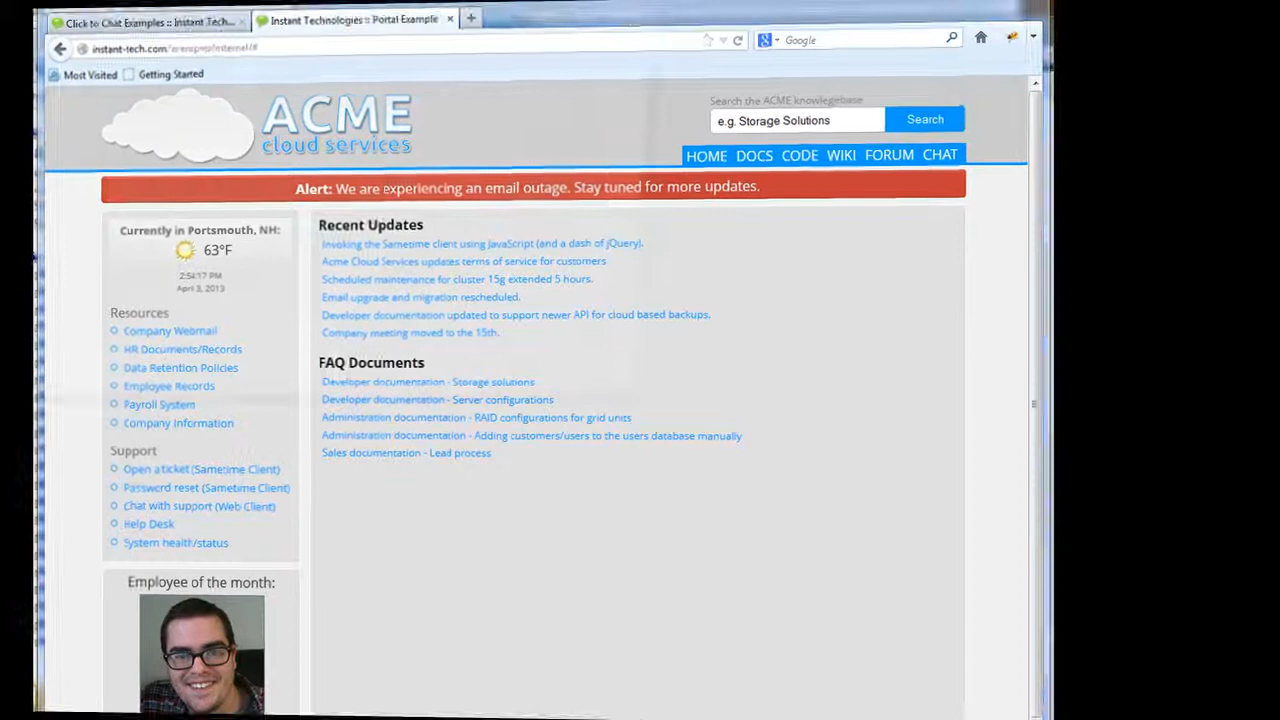 Click to Chat Examples :: Instant Tech...
Instant Technologies :: Portal Example
instant-tech.com/
Google
Most Visited
Getting Started
ACME
cloud services
Search the ACME knowlegebase
e.g. Storage Solutions
Search
HOME DOCS CODE WIKI FORUM CHAT
Alert: We are experiencing an email outage. Stay tuned for more updates.
Currently in Portsmouth, NH:
63°F
2:54:17 PM
April 3, 2013
Resources
Company Webmail
HR Documents/Records
Data Retention Policies
Employee Records
Payroll System
Company Information
Support
Open a ticket (Sametime Client)
Password reset (Sametime Client)
Chat with support (Web Client)
Help Desk
System health/status
Employee of the month:
Recent Updates
Invoking the Sametime client using JavaScript (and a dash of jQuery).
Acme Cloud Services updates terms of service for customers
Scheduled maintenance for cluster 15g extended 5 hours.
Email upgrade and migration rescheduled.
Developer documentation updated to support newer API for cloud based backups.
Company meeting moved to the 15th.
FAQ Documents
Developer documentation - Storage solutions
Developer documentation - Server configurations
Administration documentation - RAID configurations for grid units
Administration documentation - Adding customers/users to the users database manually
Sales documentation - Lead process